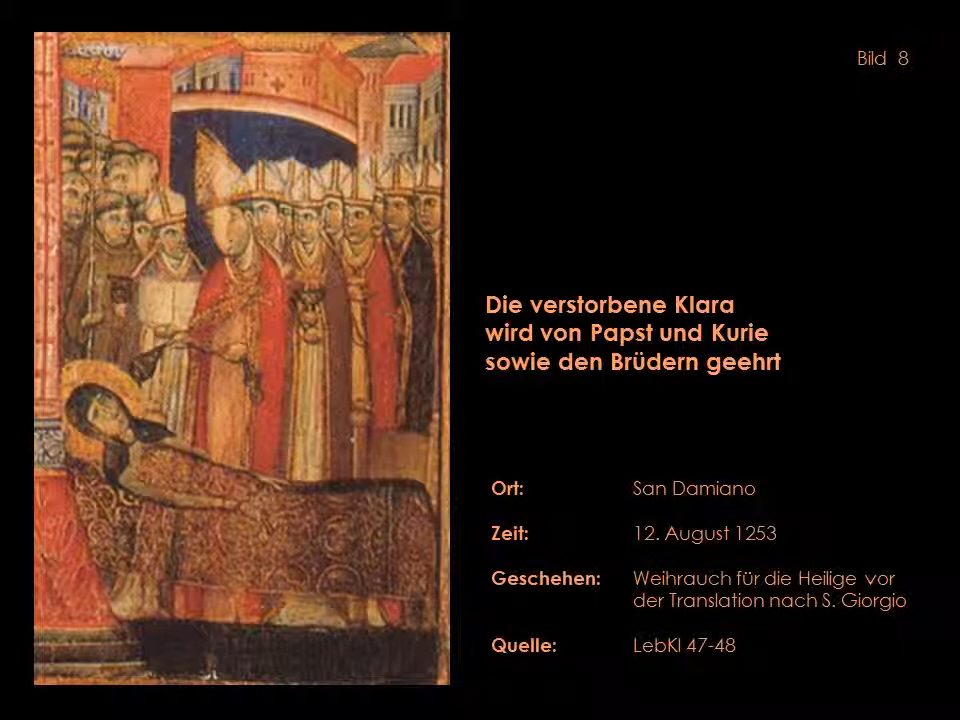 Bild 8
Die verstorbene Klara
wird von Papst und Kurie
sowie den Brüdern geehrt
Ort: San Damiano
Zeit: 12. August 1253
Geschehen: Weihrauch für die Heilige vor
der Translation nach S. Giorgio
Quelle: LebKl 47-48